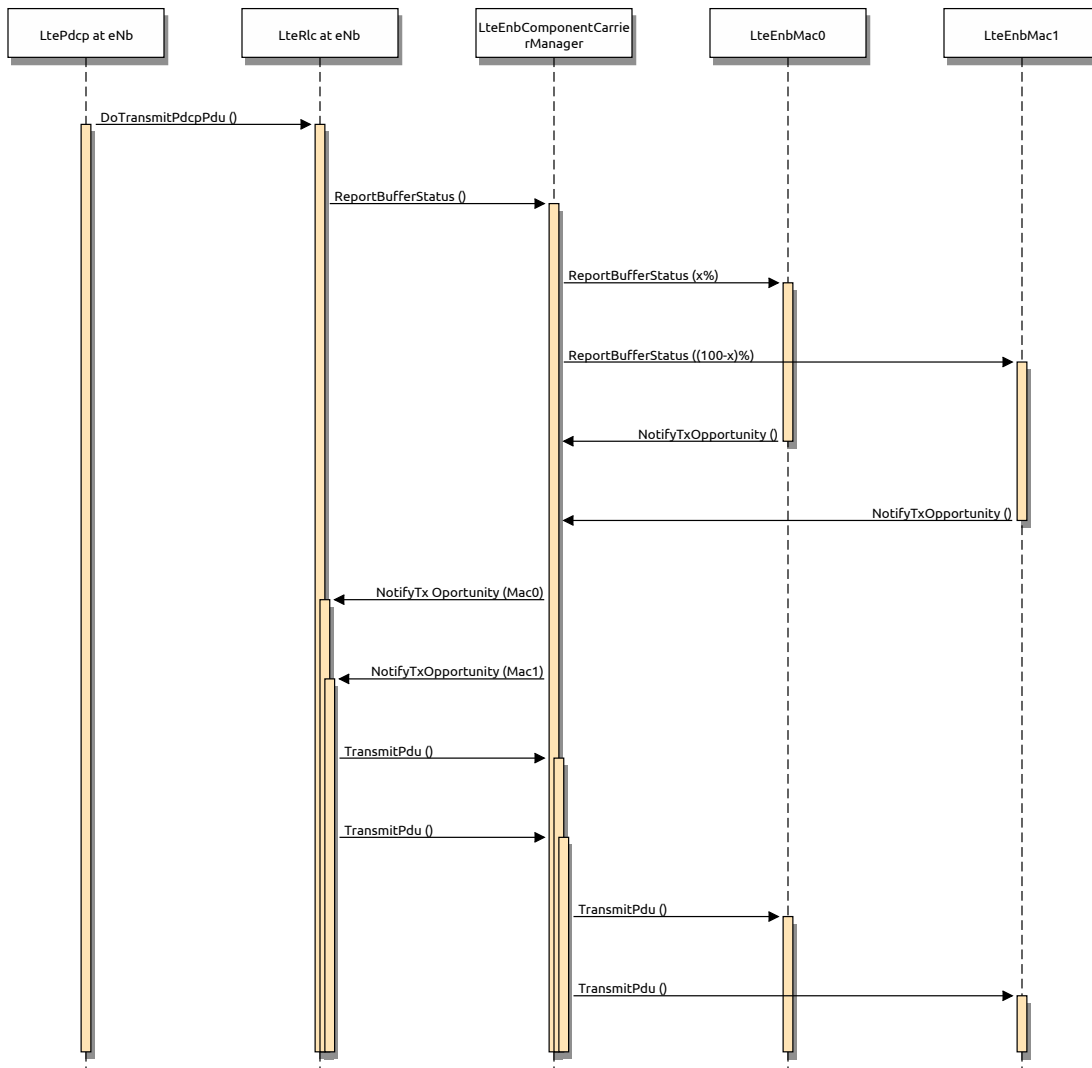 LtePdcp at eNb
LteRlc at eNb
LteEnbComponentCarrie
rManager
LteEnbMac0
LteEnbMac1
DoTransmitPdcpPdu ()
ReportBufferStatus ()
ReportBufferStatus (x%)
ReportBufferStatus ((100-x)%)
NotifyTxOpportunity ()
NotifyTxOpportunity ()
NotifyTx Oportunity (Mac0)
NotifyTxOpportunity (Mac1)
TransmitPdu ()
TransmitPdu ()
TransmitPdu ()
TransmitPdu ()